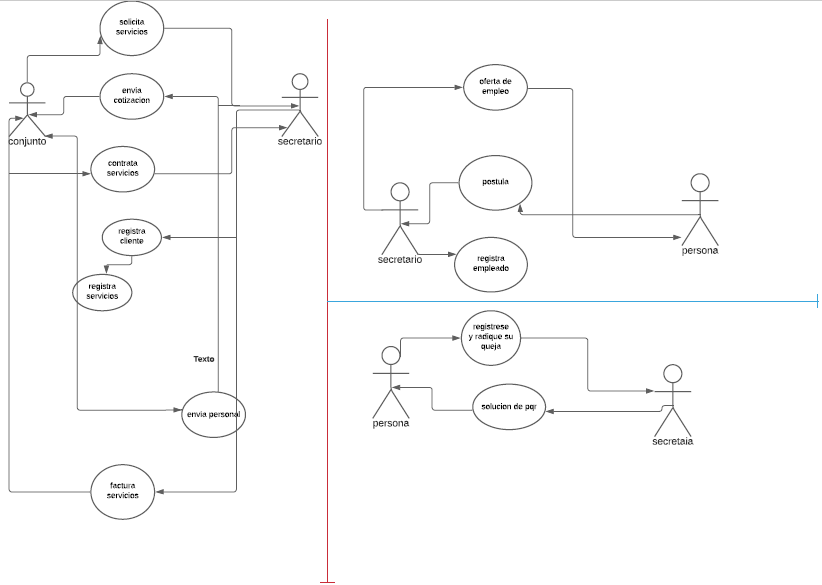 solicita
servicios
envia
cotizacion
conjunto
secretario
contrata
servicios
registra
cliente
registra
servicios
Texto
envia personal
factura
servicios
oferta de
empleo
postula
secretario
persona
registra
empleado
registrese
y radique su
queja
persona
solucion de pqr
secretaia